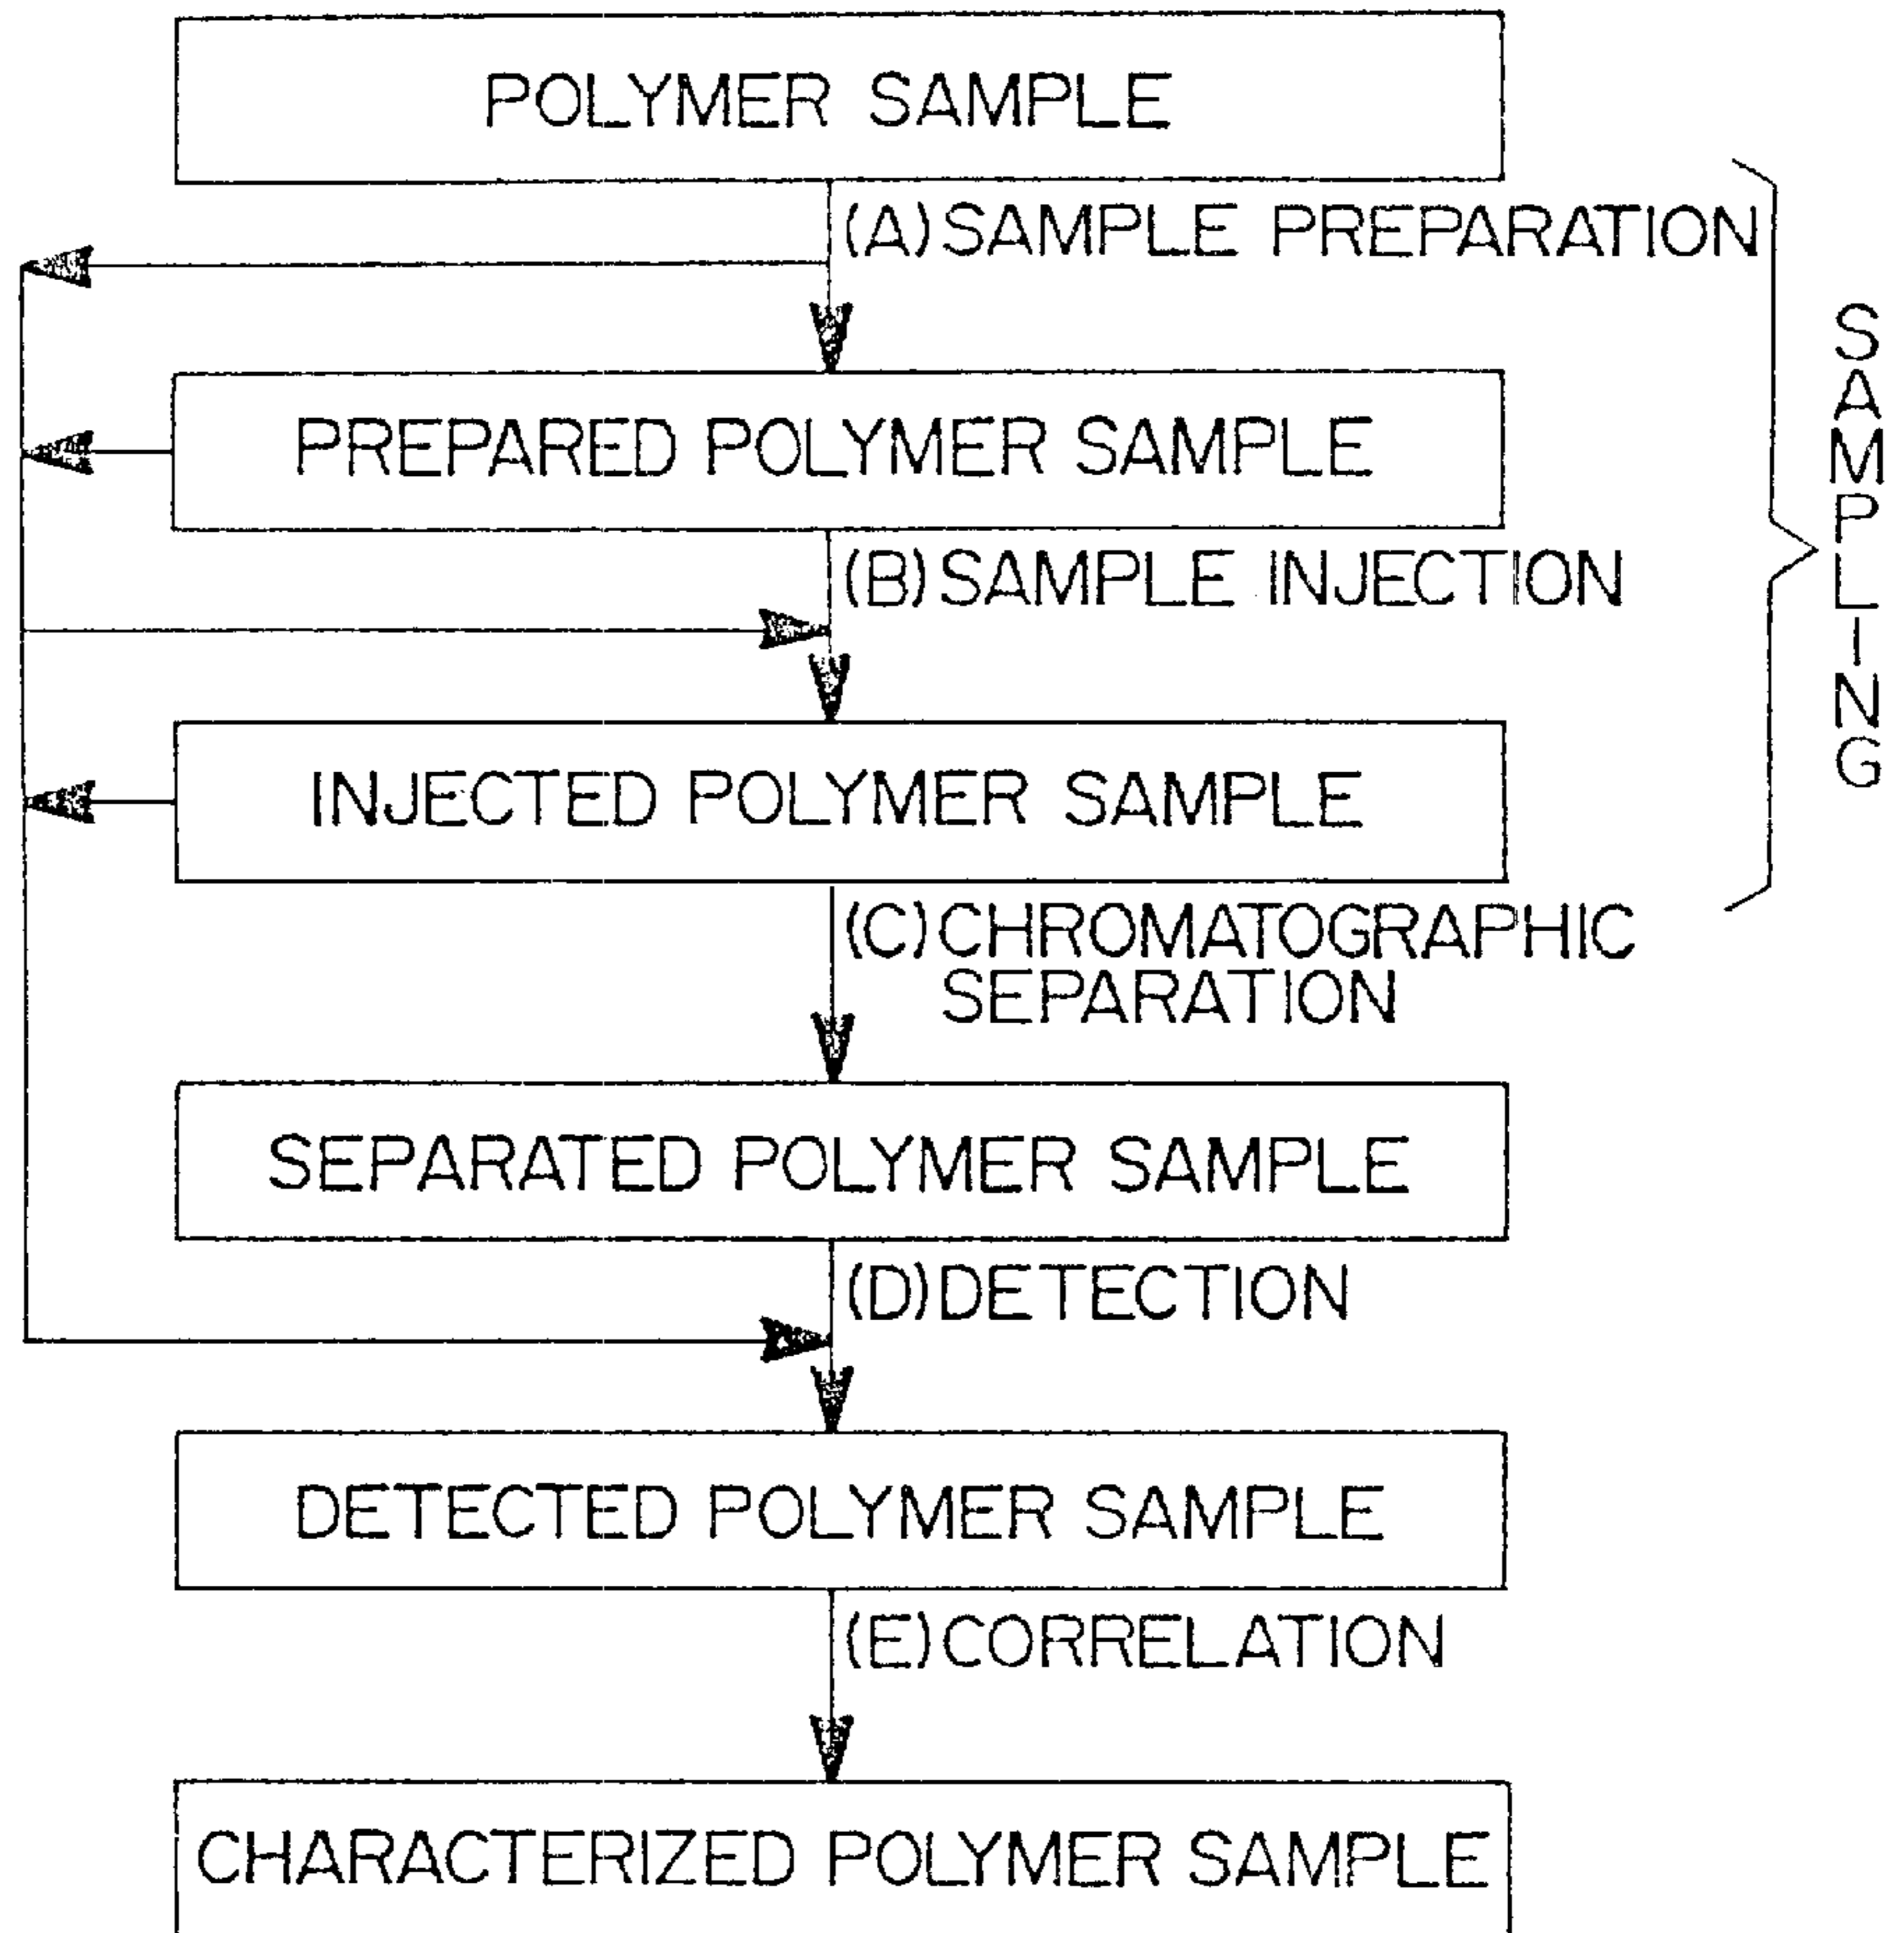 POLYMER SAMPLE
(A) SAMPLE PREPARATION
PREPARED POLYMER SAMPLE
(B) SAMPLE INJECTION
INJECTED POLYMER SAMPLE
(C) CHROMATOGRAPHIC
SEPARATION
SEPARATED POLYMER SAMPLE
(D) DETECTION
DETECTED POLYMER SAMPLE
(E) CORRELATION
CHARACTERIZED POLYMER SAMPLE
SAMPLING